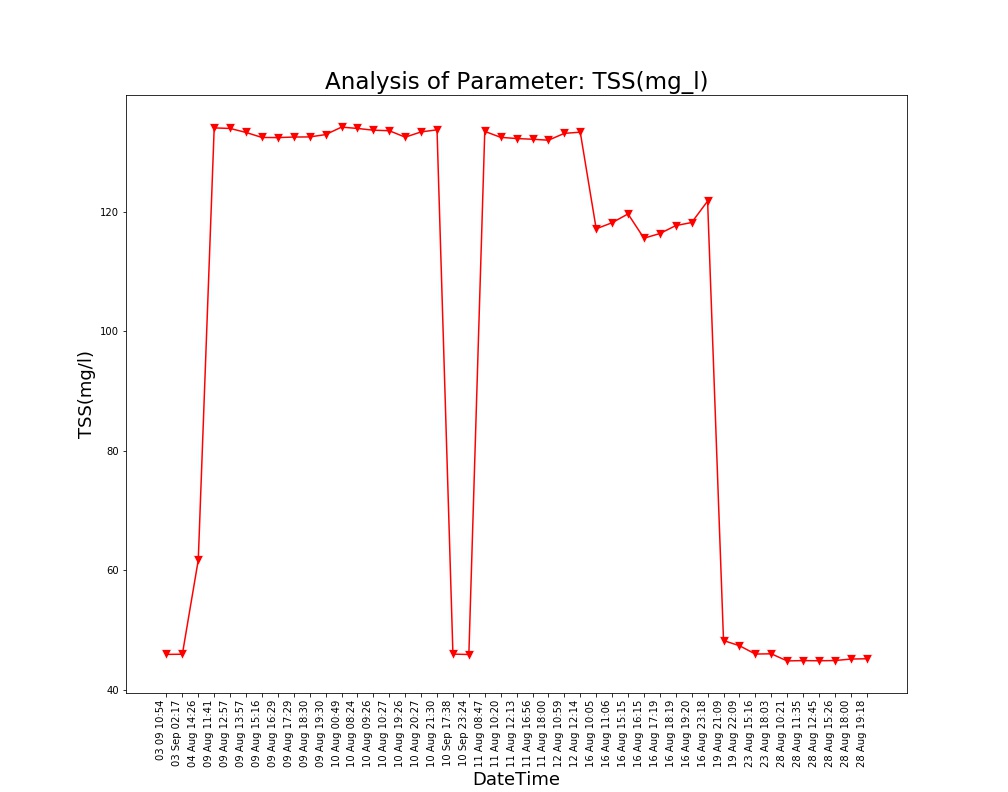 Analysis of Parameter: TSS(mg_l)
TSS(mg/l)
120
100
80
60
40
03 09 10:54
03 Sep 02:17
04 Aug 14:26
09 Aug 11:41
09 Aug 12:57
09 Aug 13:57
09 Aug 15:16
09 Aug 16:29
09 Aug 17:29
09 Aug 18:30
09 Aug 19:30
10 Aug 00:49
10 Aug 08:24
10 Aug 09:26
10 Aug 10:27
10 Aug 19:26
10 Aug 20:27
10 Aug 21:30
10 Sep 17:38
10 Sep 23:24
11 Aug 08:47
11 Aug 10:20
11 Aug 12:13
11 Aug 16:56
11 Aug 18:00
12 Aug 10:59
12 Aug 12:14
16 Aug 10:05
16 Aug 11:06
16 Aug 15:15
16 Aug 16:15
16 Aug 17:19
16 Aug 18:19
16 Aug 19:20
16 Aug 23:18
19 Aug 21:09
19 Aug 22:09
23 Aug 15:16
23 Aug 18:03
28 Aug 10:21
28 Aug 11:35
28 Aug 12:45
28 Aug 15:26
28 Aug 18:00
28 Aug 19:18
DateTime